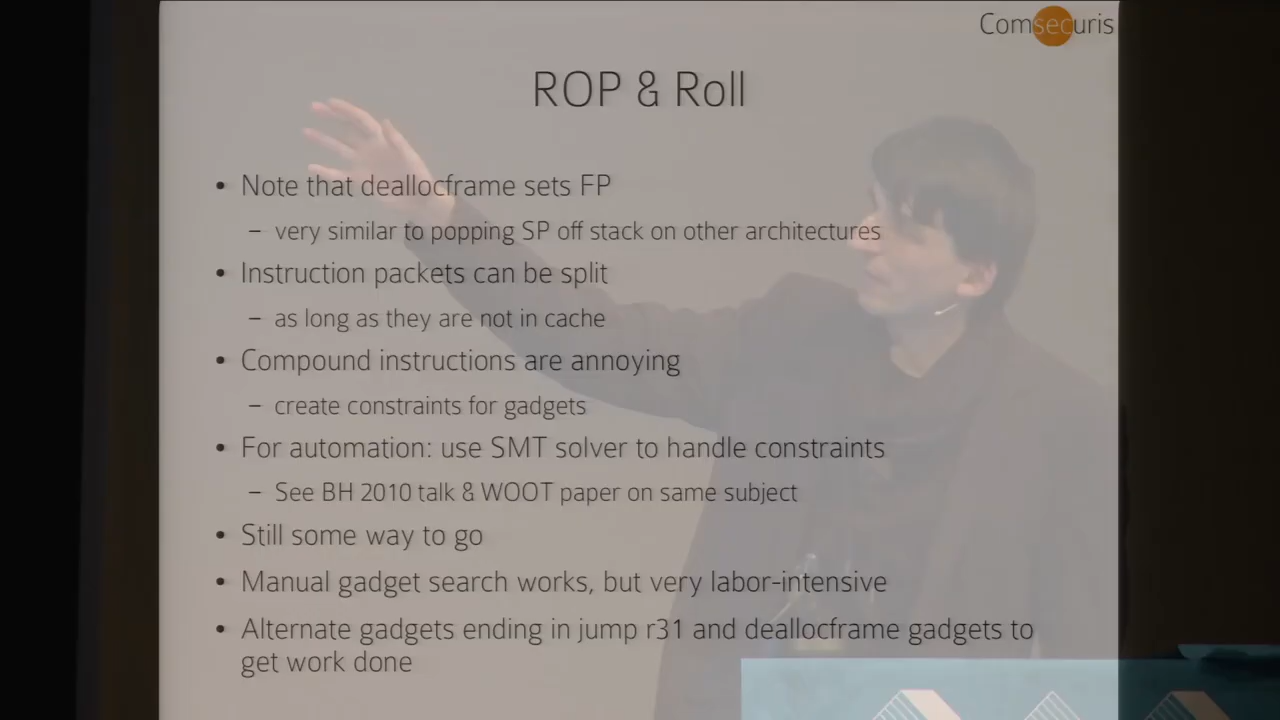 Comsecuris
ROP & Roll
• Note that deallocframe sets FP
– very similar to popping SP off stack on other architectures
• Instruction packets can be split
– as long as they are not in cache
• Compound instructions are annoying
– create constraints for gadgets
• For automation: use SMT solver to handle constraints
– See BH 2010 talk & WOOT paper on same subject
• Still some way to go
• Manual gadget search works, but very labor-intensive
• Alternate gadgets ending in jump r31 and deallocframe gadgets to
get work done